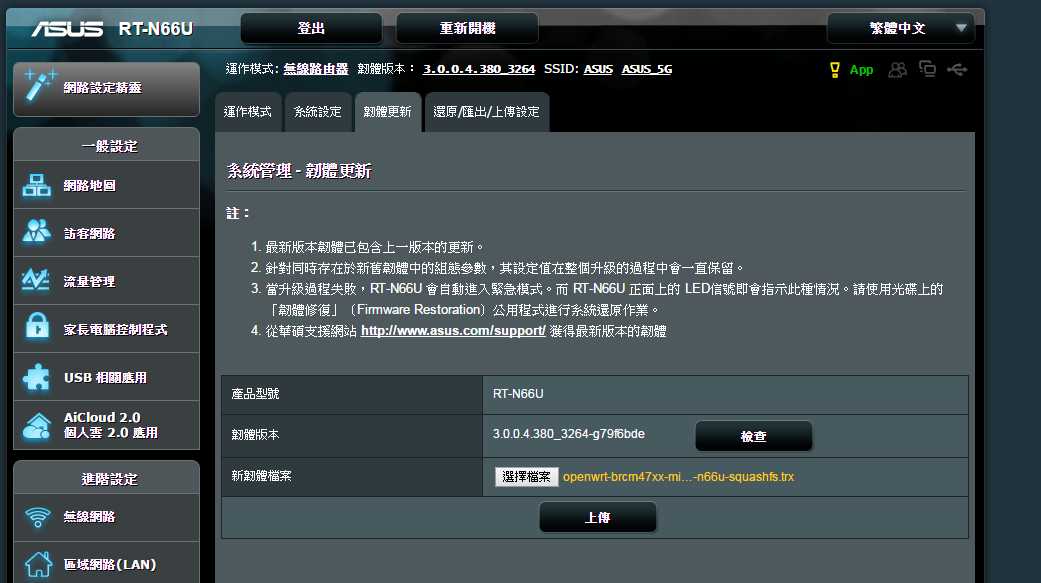 ASUS RT-N66U 登出 重新開機 繁體中文
運作模式: 無線路由器 韌體版本： 3.0.0.4.380_3264 SSID: ASUS ASUS_5G App
網路設定精靈
運作模式 系統設定 韌體更新 還原/匯出/上傳設定
一般設定
網路地圖
訪客網路
流量管理
家長電腦控制程式
USB 相關應用
AiCloud 2.0
個人雲 2.0 應用
進階設定
無線網路
區域網路(LAN)
系統管理 - 韌體更新
註：
1. 最新版本韌體已包含上一版本的更新。
2. 針對同時存在於新舊韌體中的組態參數，其設定值在整個升級的過程中會一直保留。
3. 當升級過程失敗，RT-N66U 會自動進入緊急模式。而 RT-N66U 正面上的 LED信號即會指示此種情況。請使用光碟上的
「韌體修復」〔Firmware Restoration〕公用程式進行系統還原作業。
4. 從華碩支援網站 http://www.asus.com/support/ 獲得最新版本的韌體
產品型號 RT-N66U
韌體版本 3.0.0.4.380_3264-g79f6bde 檢查
新韌體檔案 選擇檔案 openwrt-brcm47xx-mi...-n66u-squashfs.trx
上傳